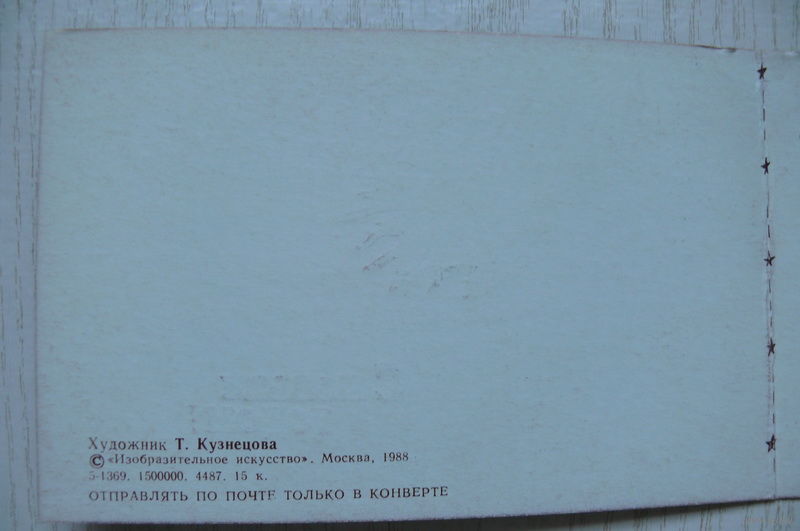 Художник Т. Кузнецова
© «Изобразительное искусство». Москва, 1988
5-1369. 1500000. 4487. 15 к.
ОТПРАВЛЯТЬ ПО ПОЧТЕ ТОЛЬКО В КОНВЕРТЕ